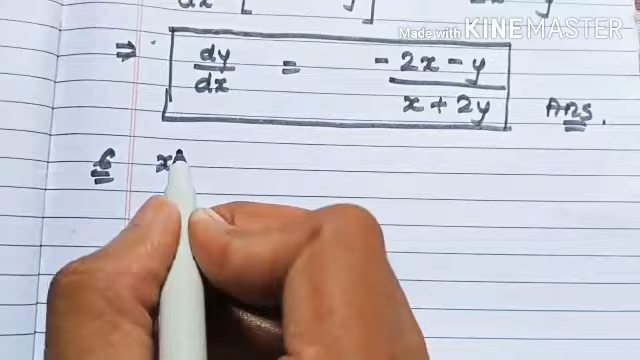 Made with KINEMASTER
⇒ dy/dx = -2x - y / x + 2y Ans.
6 x